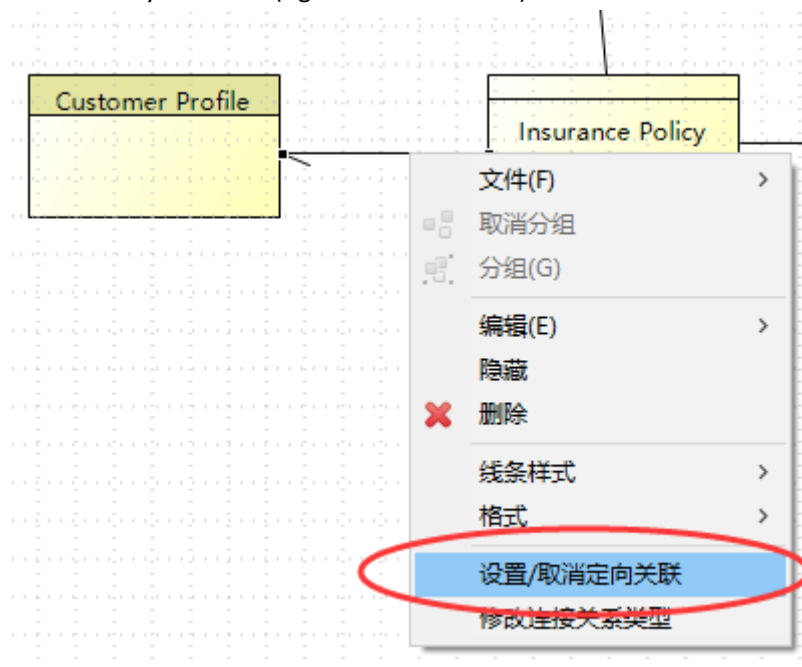 Customer Profile
Insurance Policy
文件(F)
取消分组
分组(G)
编辑(E)
隐藏
删除
线条样式
格式
设置/取消定向关联
修改连接关系类型